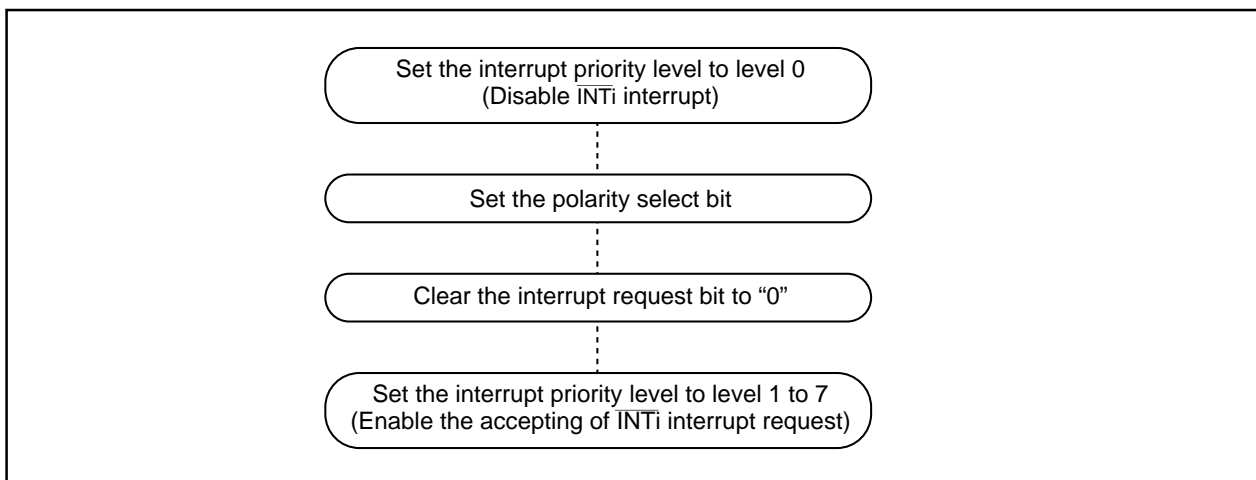 Set the interrupt priority level to level 0
(Disable INTi interrupt)
Set the polarity select bit
Clear the interrupt request bit to “0”
Set the interrupt priority level to level 1 to 7
(Enable the accepting of INTi interrupt request)